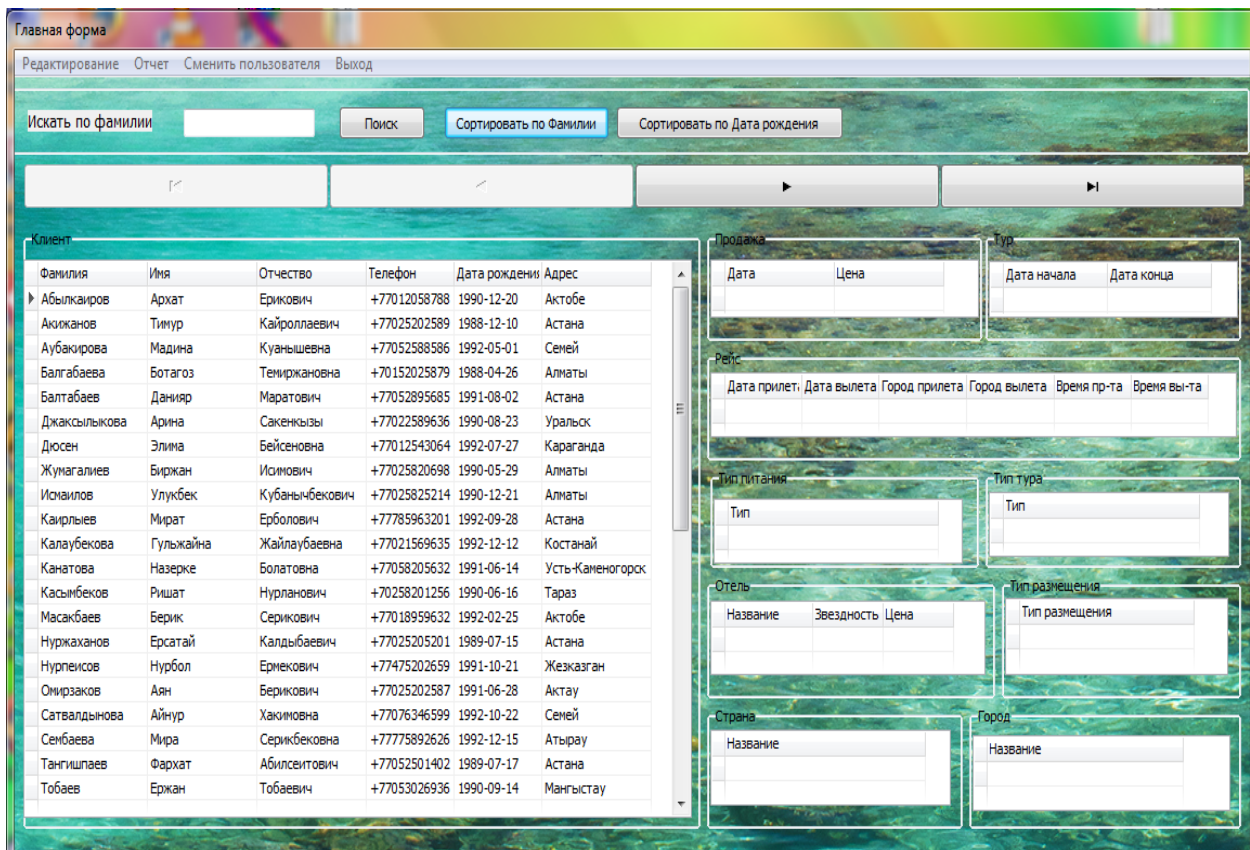 Главная форма
Редактирование Отчет Сменить пользователя Выход
Искать по фамилии Поиск Сортировать по Фамилии Сортировать по Дата рождения
Клиент
Фамилия Имя Отчество Телефон Дата рождения Адрес
Абылкаиров Архат Ерикович +77012058788 1990-12-20 Актобе
Акижанов Тимур Кайроллаевич +77025202589 1988-12-10 Астана
Аубакирова Мадина Куанышевна +77052588586 1992-05-01 Семей
Балгабаева Ботагоз Темиржановна +70152025879 1988-04-26 Алматы
Балтабаев Данияр Маратович +77052895685 1991-08-02 Астана
Джаксылыкова Арина Сакенкызы +77022589636 1990-08-23 Уральск
Дюсен Элима Бейсеновна +77012543064 1992-07-27 Караганда
Жумагалиев Биржан Исимович +77025820698 1990-05-29 Алматы
Исмаилов Улукбек Кубанычбекович +77025825214 1990-12-21 Алматы
Каирлыев Мират Ерболович +77785963201 1992-09-28 Астана
Калаубекова Гульжайна Жайлаубаевна +77021569635 1992-12-12 Костанай
Канатова Назерке Болатовна +77058205632 1991-06-14 Усть-Каменогорск
Касымбеков Ришат Нурланович +70258201256 1990-06-16 Тараз
Масакбаев Берик Серикович +77018959632 1992-02-25 Актобе
Нуржаханов Ерсатай Калдыбаевич +77025205201 1989-07-15 Астана
Нурпеисов Нурбол Ермекович +77475202659 1991-10-21 Жезказган
Омирзаков Аян Берикович +77025202587 1991-06-28 Актау
Сатвалдынова Айнур Хакимовна +77076346599 1992-10-22 Семей
Сембаева Мира Серикбековна +77775892626 1992-12-15 Атырау
Тангишпаев Фархат Абилсеитович +77052501402 1989-07-17 Астана
Тобаев Ержан Тобаевич +77053026936 1990-09-14 Мангыстау
Продажа
Дата Цена
Тур
Дата начала Дата конца
Рейс
Дата прилета Дата вылета Город прилета Город вылета Время пр-та Время вы-та
Тип питания
Тип
Тип тура
Тип
Отель
Название Звездность Цена
Тип размещения
Тип размещения
Страна
Название
Город
Название